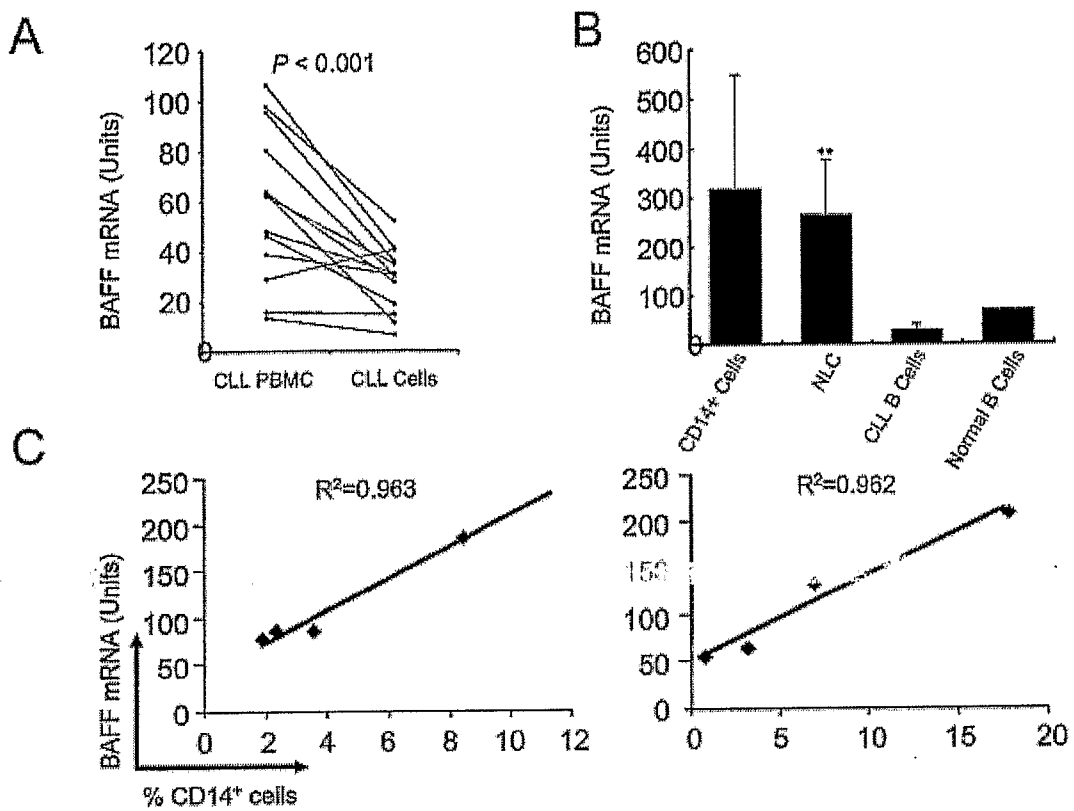 A
BAFF mRNA (Units)
120
100
80
60
40
20
0
P < 0.001
CLL PBMC
CLL Cells
B
BAFF mRNA (Units)
600
500
400
300
200
100
0
**
CD14+ Cells
NLC
CLL B Cells
Normal B Cells
C
BAFF mRNA (Units)
% CD14+ cells
250
200
150
100
50
0
R²=0.963
0 2 4 6 8 10 12
250
200
150
100
50
0
R²=0.962
0 5 10 15 20